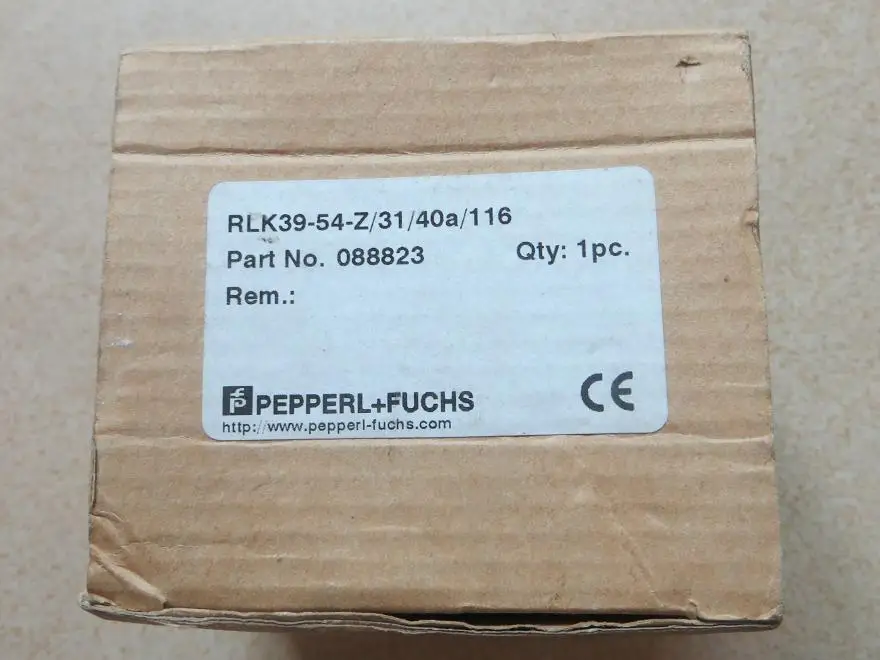 RLK39-54-Z/31/40a/116
Part No. 088823 Qty: 1pc.
Rem.:
PEPPERL+FUCHS CE
http://www.pepperl-fuchs.com